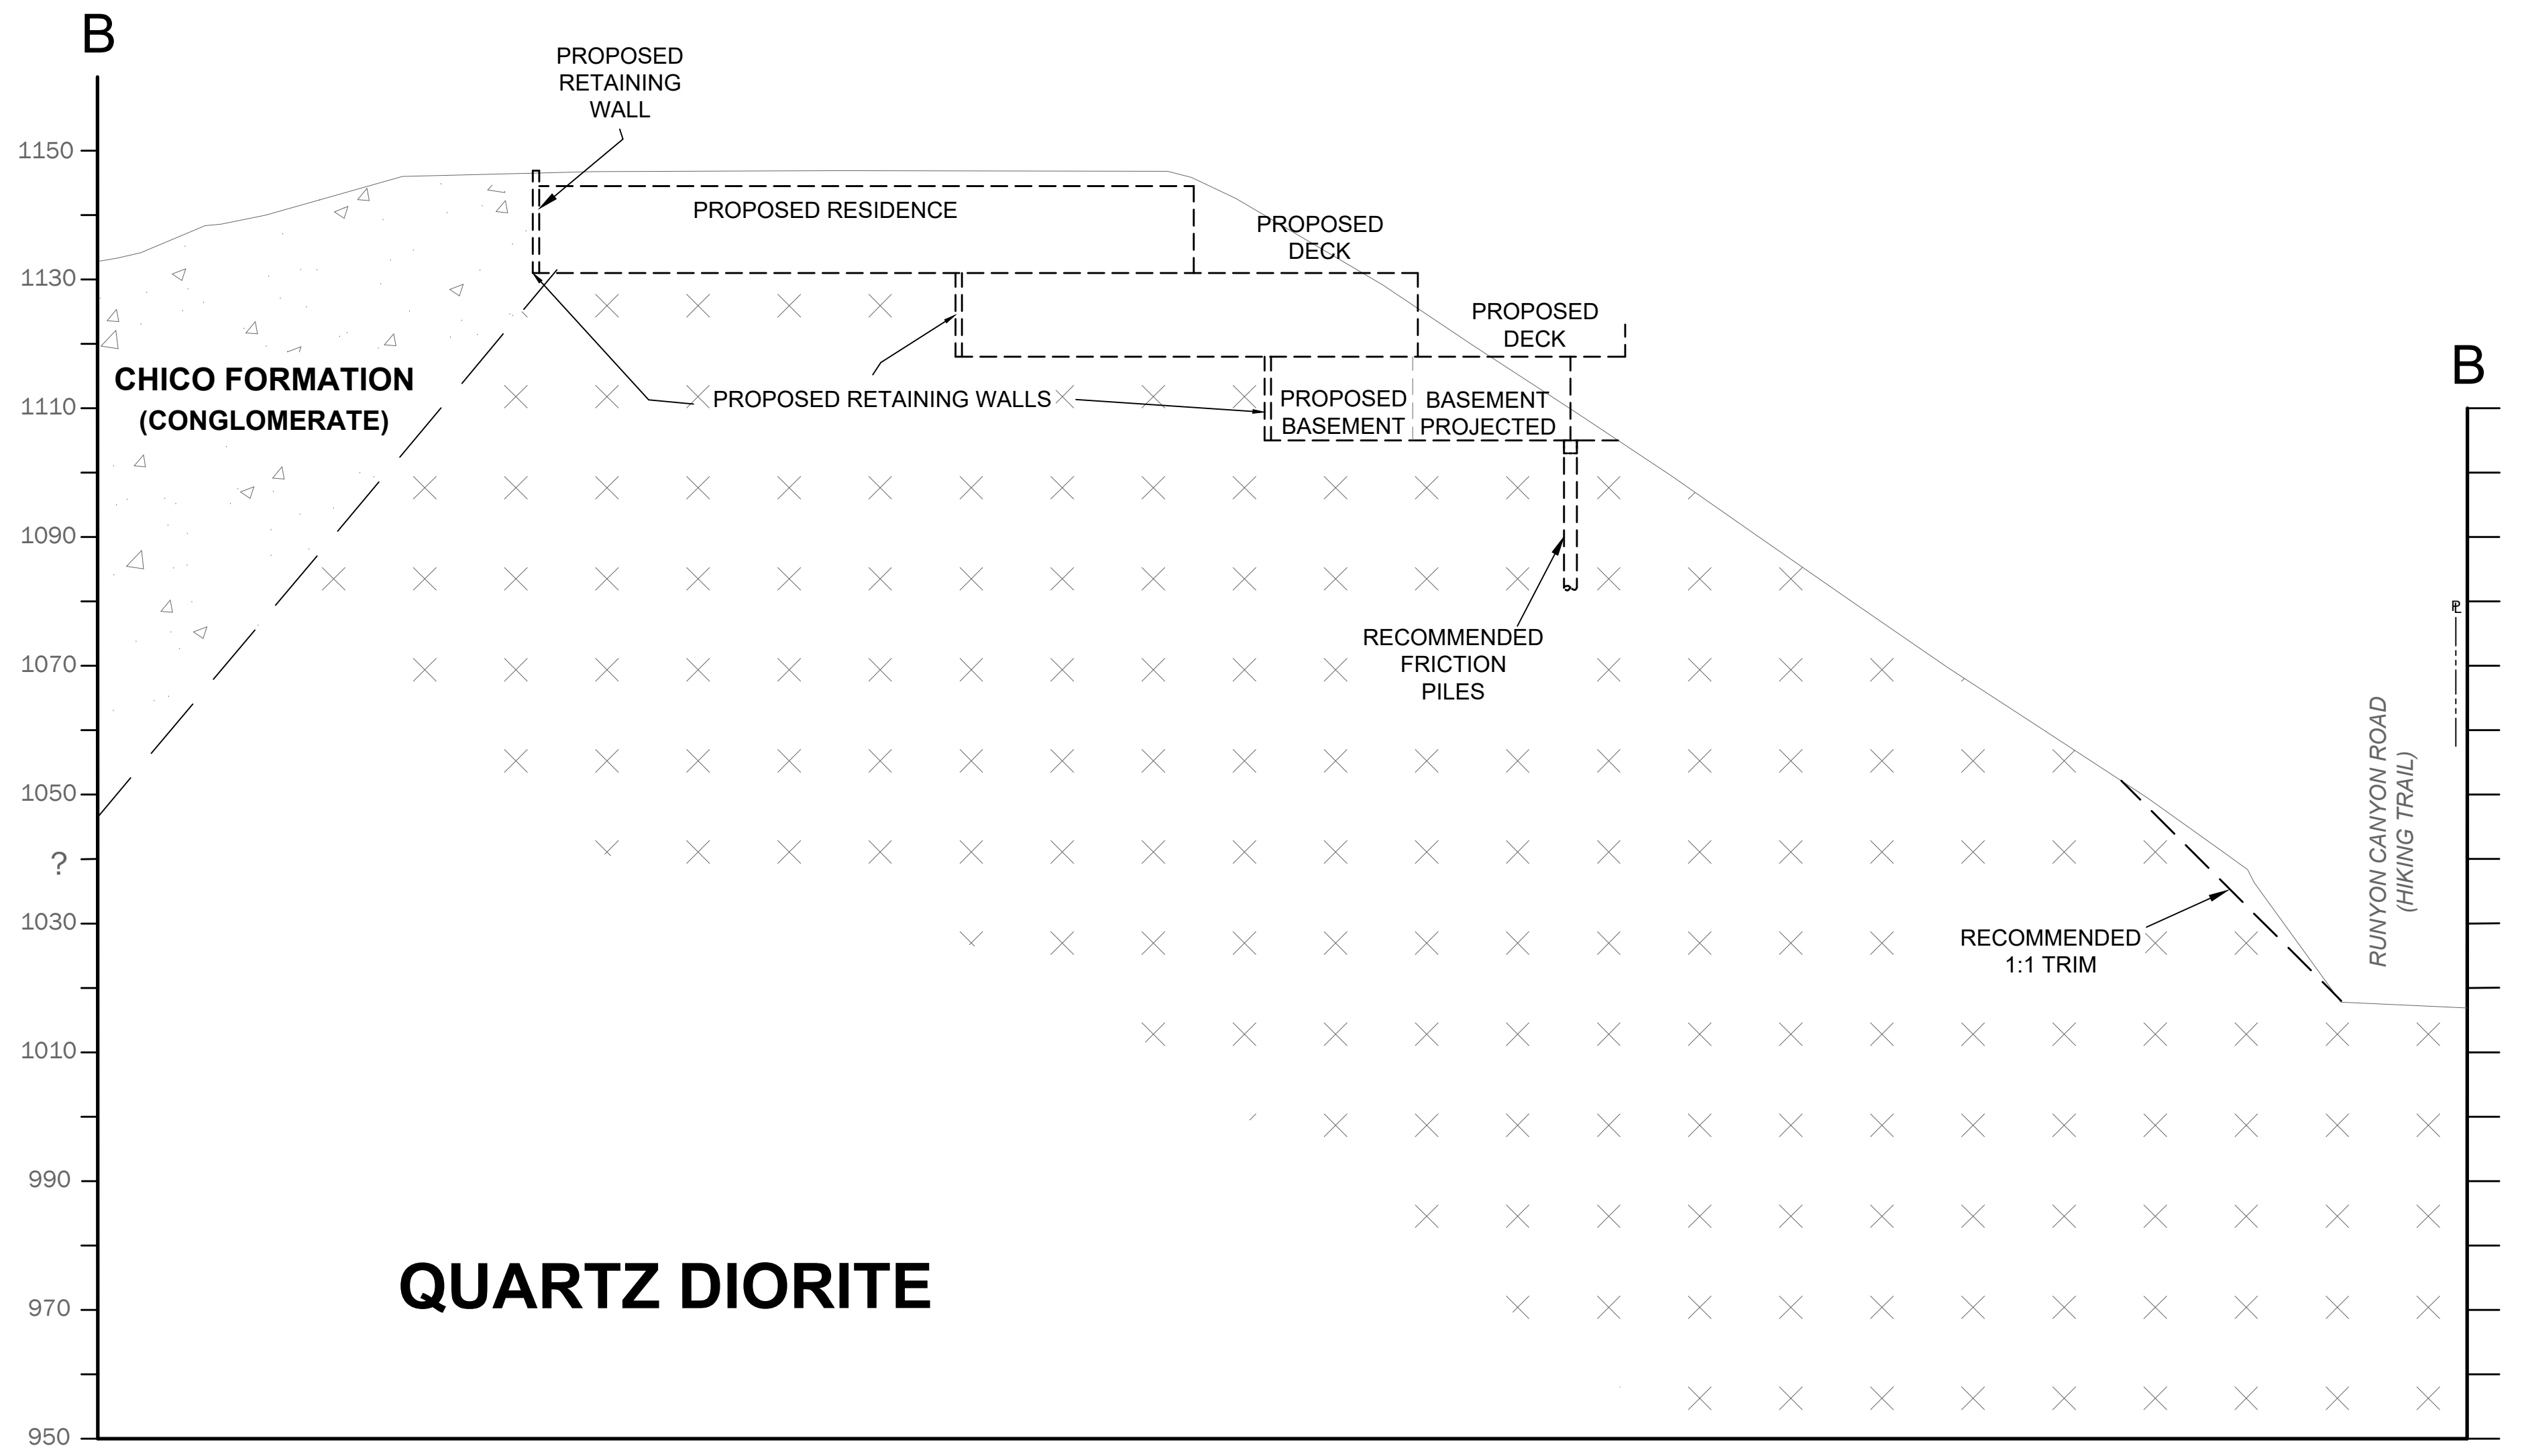 B
PROPOSED
RETAINING
WALL
1150
PROPOSED RESIDENCE
PROPOSED
DECK
1130
PROPOSED
DECK
B
CHICO FORMATION
(CONGLOMERATE)
1110
PROPOSED RETAINING WALLS
PROPOSED
BASEMENT
BASEMENT
PROJECTED
1090
PL
RECOMMENDED
FRICTION
PILES
1070
RUNYON CANYON ROAD
(HIKING TRAIL)
1050
?
1030
RECOMMENDED
1:1 TRIM
1010
990
QUARTZ DIORITE
970
950